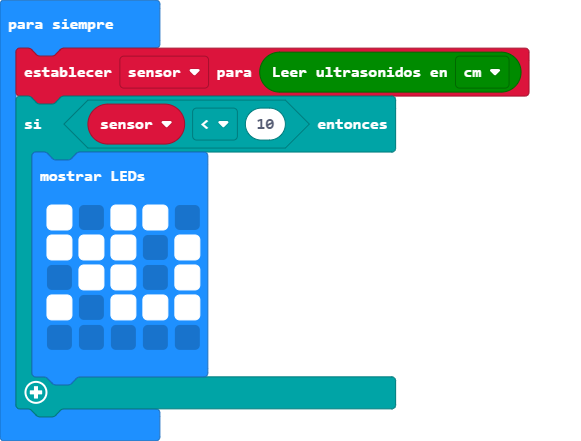 para siempre
establecer sensor para Leer ultrasonidos en cm
si sensor < 10 entonces
mostrar LEDs